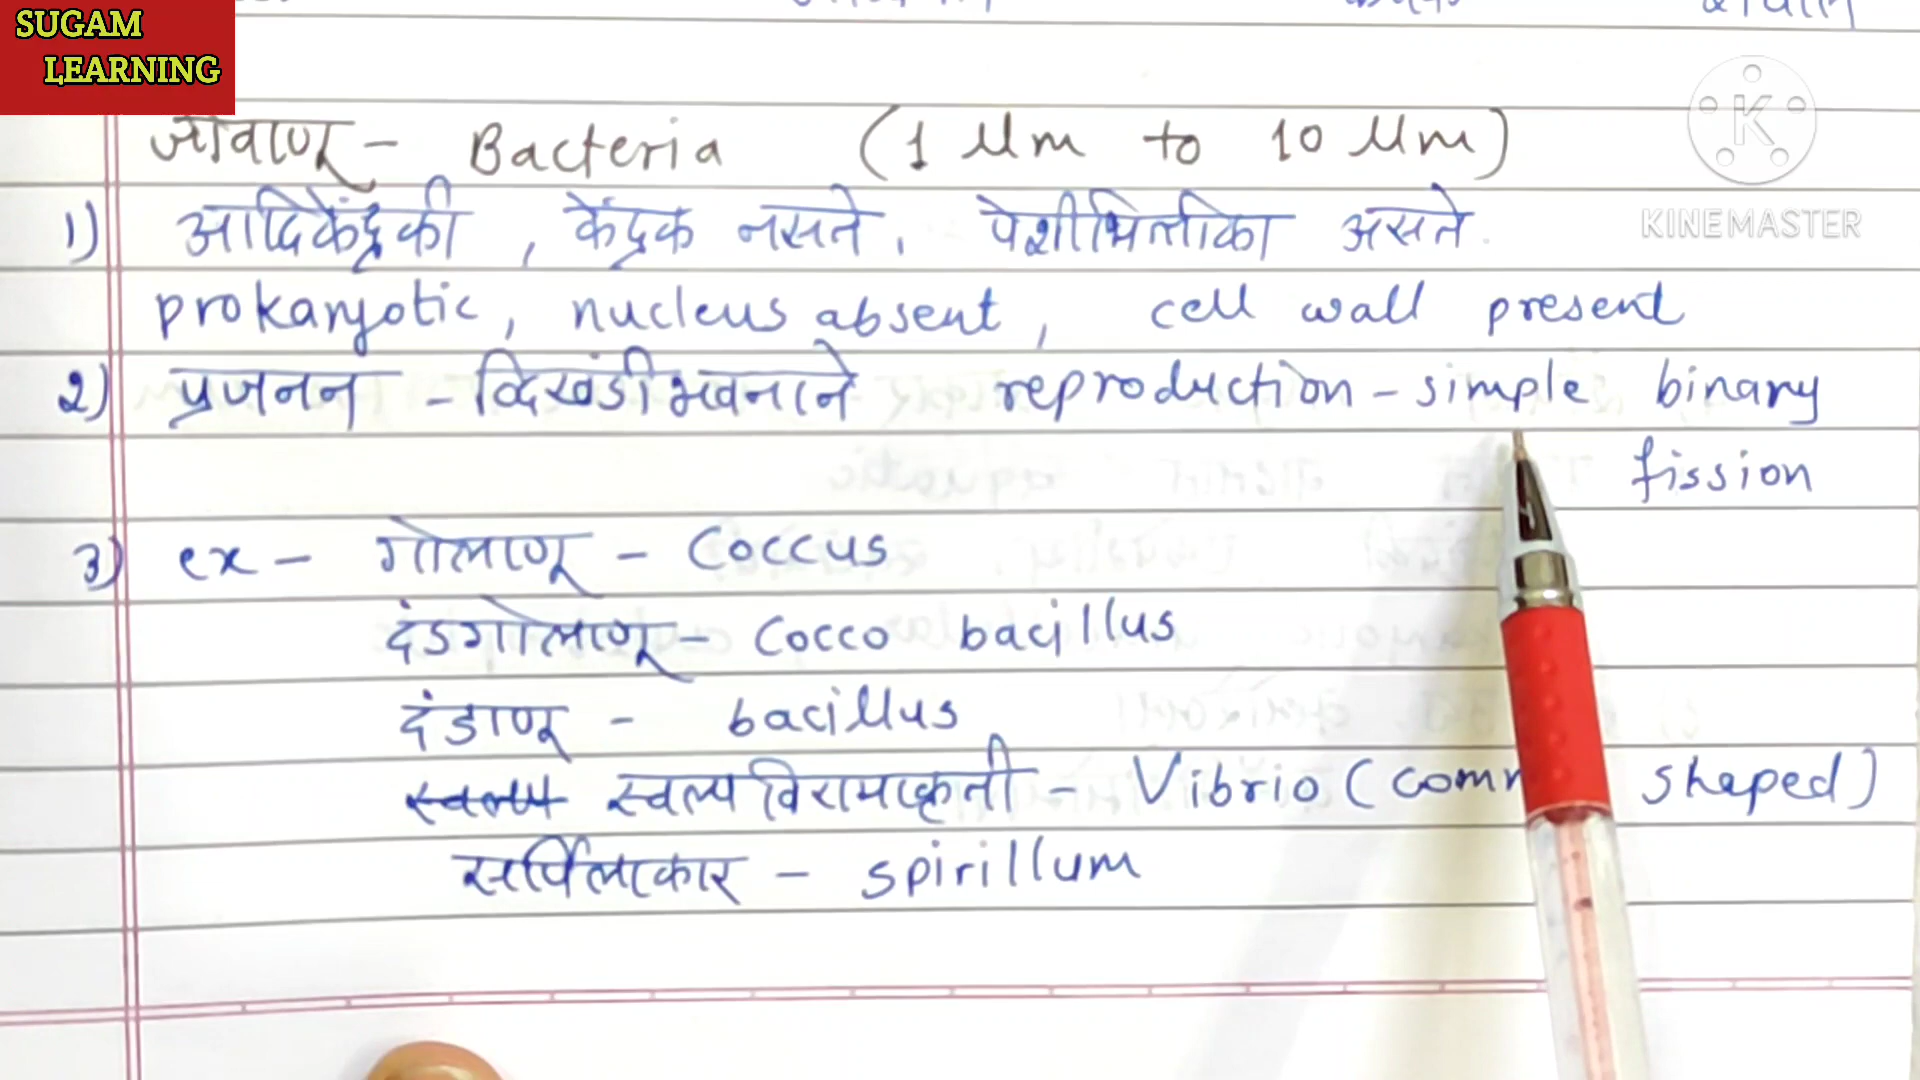 SUGAM
LEARNING
K
KINEMASTER
जीवाणू - Bacteria (1 μm to 10 μm)
1) आदिकेंद्रकी , केंद्रक नसते. पेशीभित्तीका असते.
prokaryotic, nucleus absent, cell wall present
2) प्रजनन - द्विखंडीभवनाने reproduction - simple binary
fission
3) ex - गोलाणू - Coccus
दंडगोलाणू - Cocco bacillus
दंडाणू - bacillus
स्वल्पविरामाकृती - Vibrio ( shaped)
सर्पिलाकार - spirillum